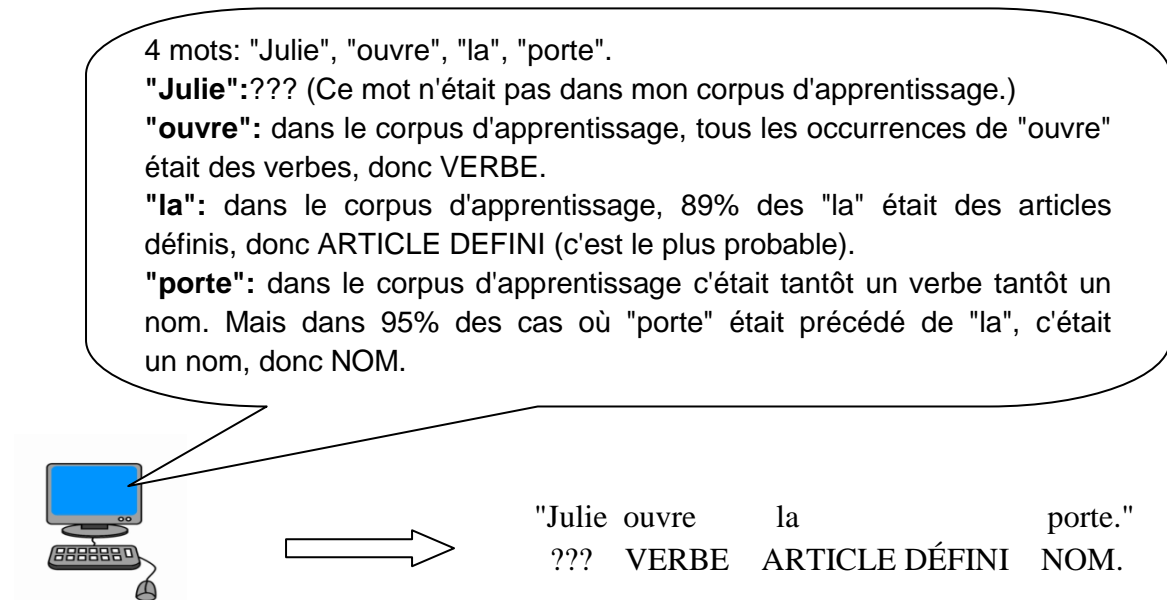 4 mots: "Julie", "ouvre", "la", "porte".
"Julie":??? (Ce mot n'était pas dans mon corpus d'apprentissage.)
"ouvre": dans le corpus d'apprentissage, tous les occurrences de "ouvre"
était des verbes, donc VERBE.
"la": dans le corpus d'apprentissage, 89% des "la" était des articles
définis, donc ARTICLE DEFINI (c'est le plus probable).
"porte": dans le corpus d'apprentissage c'était tantôt un verbe tantôt un
nom. Mais dans 95% des cas où "porte" était précédé de "la", c'était
un nom, donc NOM.
"Julie ouvre la porte."
??? VERBE ARTICLE DÉFINI NOM.